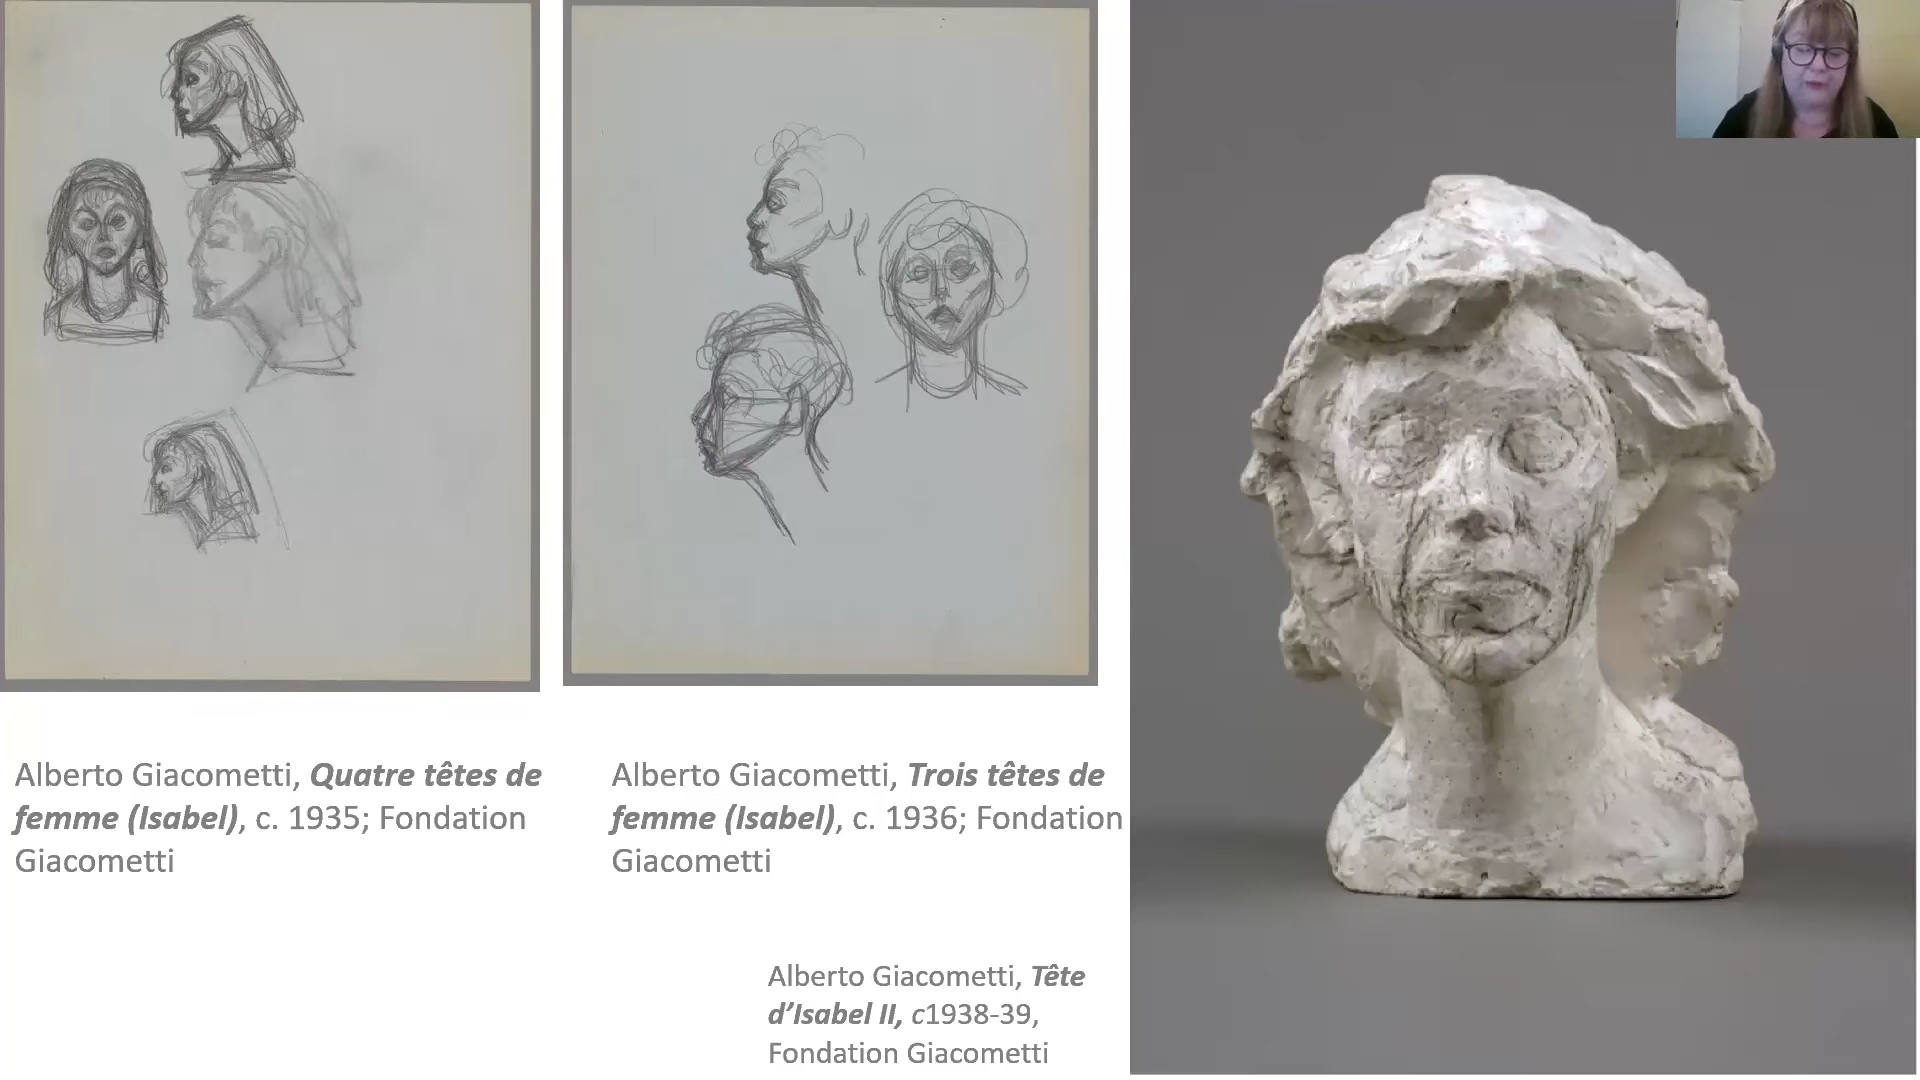 Alberto Giacometti, Quatre têtes de
femme (Isabel), c. 1935; Fondation
Giacometti
Alberto Giacometti, Trois têtes de
femme (Isabel), c. 1936; Fondation
Giacometti
Alberto Giacometti, Tête
d’Isabel II, c1938-39,
Fondation Giacometti